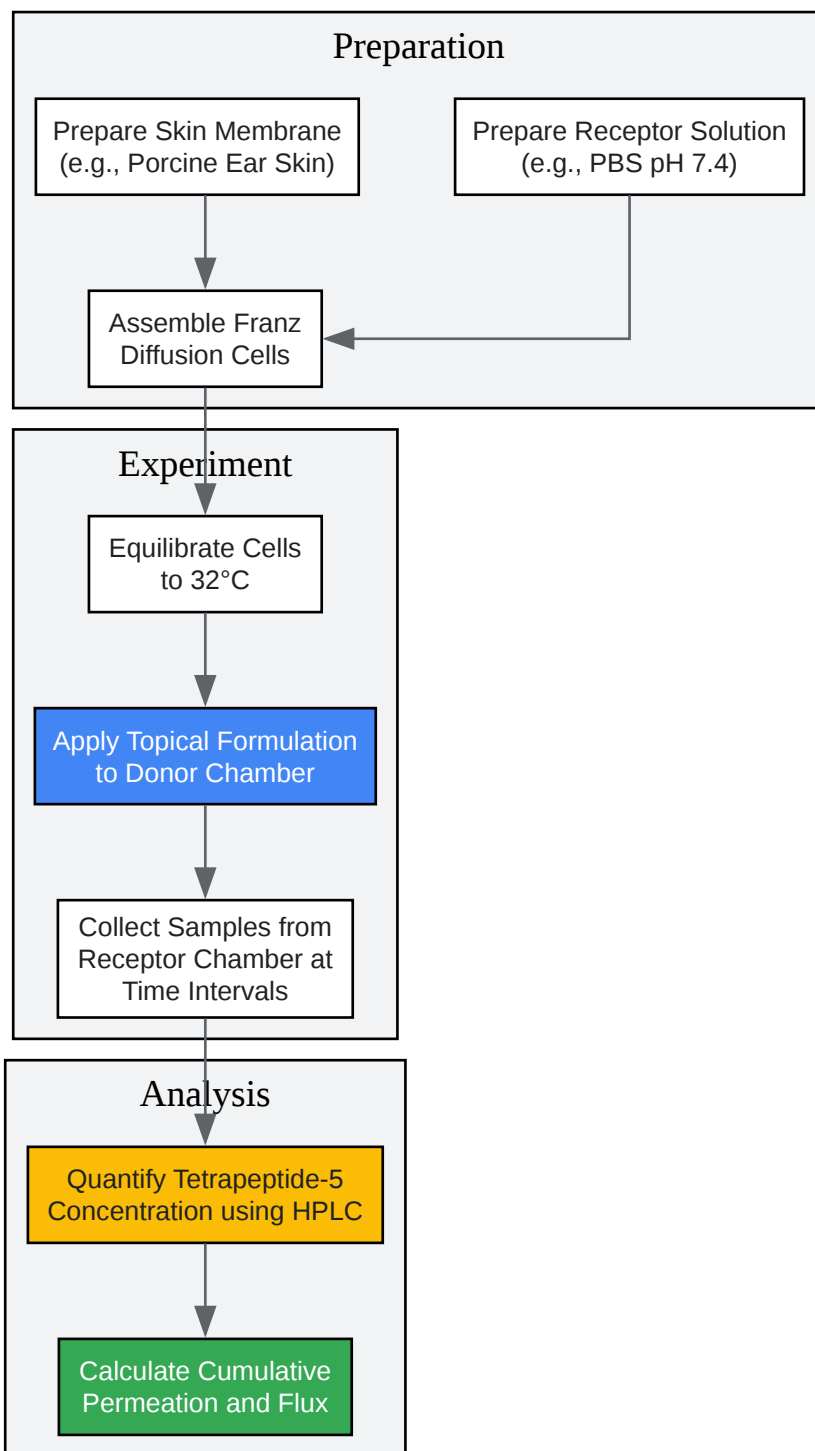 Preparation
Prepare Skin Membrane
(e.g., Porcine Ear Skin)
Prepare Receptor Solution
(e.g., PBS pH 7.4)
Assemble Franz
Diffusion Cells
Experiment
Equilibrate Cells
to 32°C
Apply Topical Formulation
to Donor Chamber
Collect Samples from
Receptor Chamber at
Time Intervals
Analysis
Quantify Tetrapeptide-5
Concentration using HPLC
Calculate Cumulative
Permeation and Flux